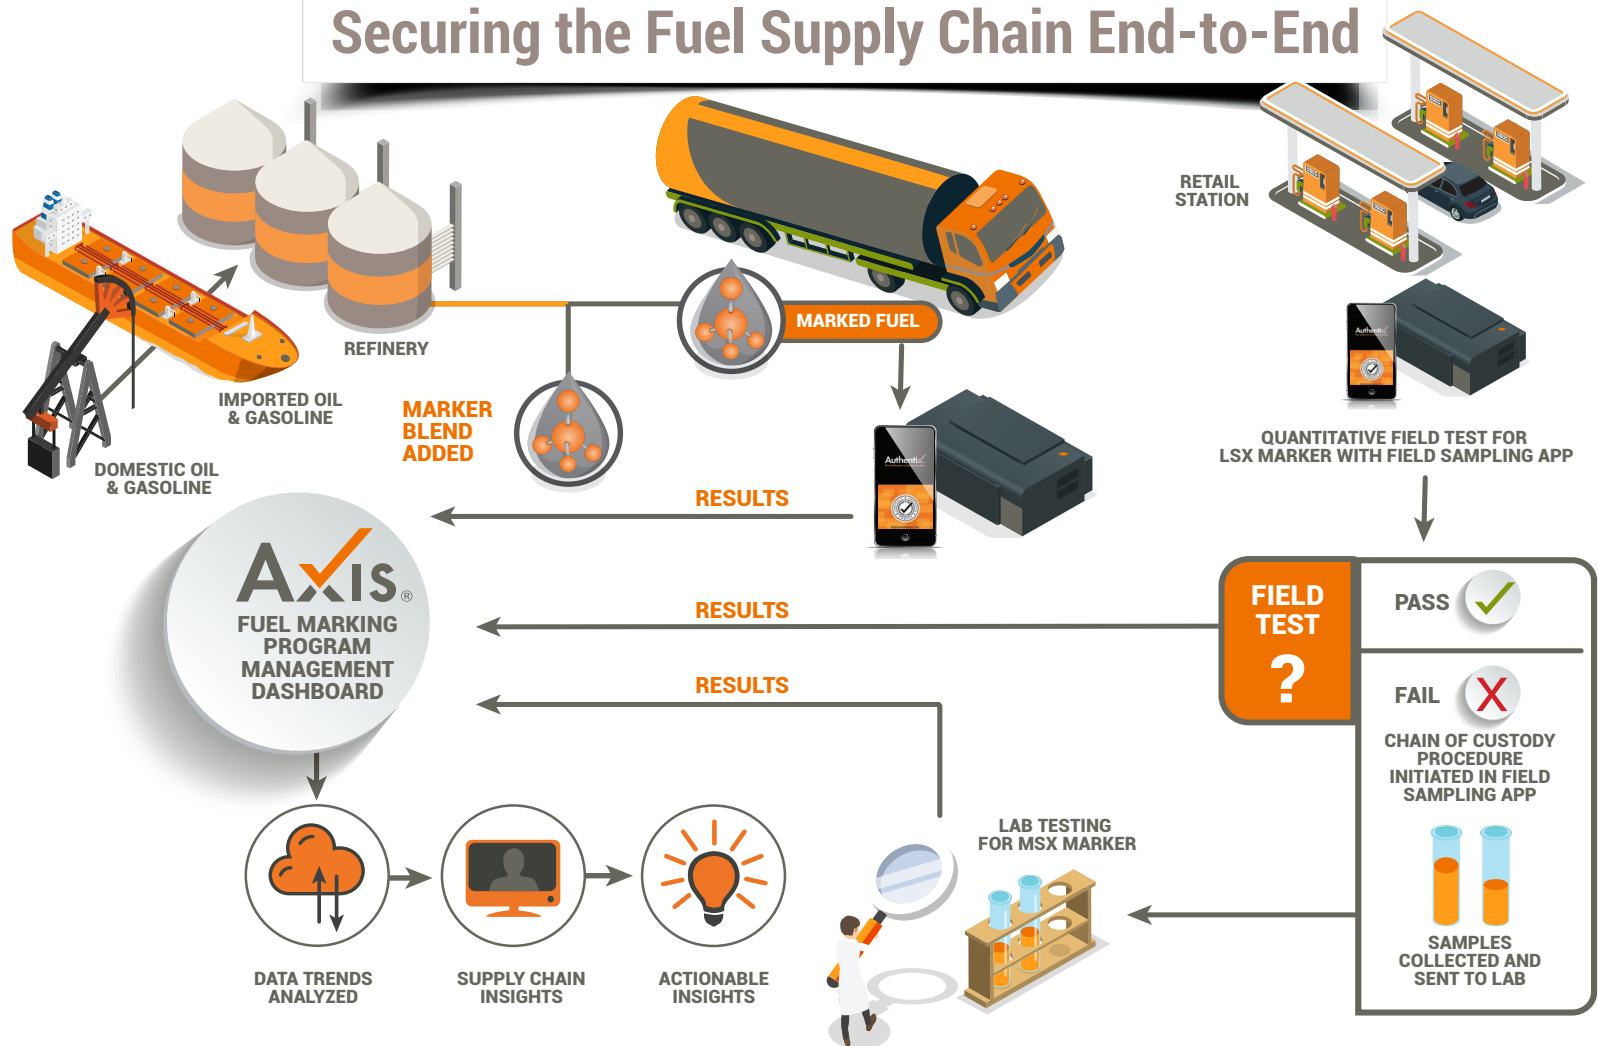 Securing the Fuel Supply Chain End-to-End
RETAIL
STATION
MARKED FUEL
REFINERY
IMPORTED OIL
& GASOLINE
DOMESTIC OIL
& GASOLINE
MARKER
BLEND
ADDED
Authentix
Authentix
QUANTITATIVE FIELD TEST FOR
LSX MARKER WITH FIELD SAMPLING APP
RESULTS
AXIS®
FUEL MARKING
PROGRAM
MANAGEMENT
DASHBOARD
RESULTS
RESULTS
FIELD
TEST
?
PASS
FAIL X
CHAIN OF CUSTODY
PROCEDURE
INITIATED IN FIELD
SAMPLING APP
SAMPLES
COLLECTED AND
SENT TO LAB
LAB TESTING
FOR MSX MARKER
DATA TRENDS
ANALYZED
SUPPLY CHAIN
INSIGHTS
ACTIONABLE
INSIGHTS